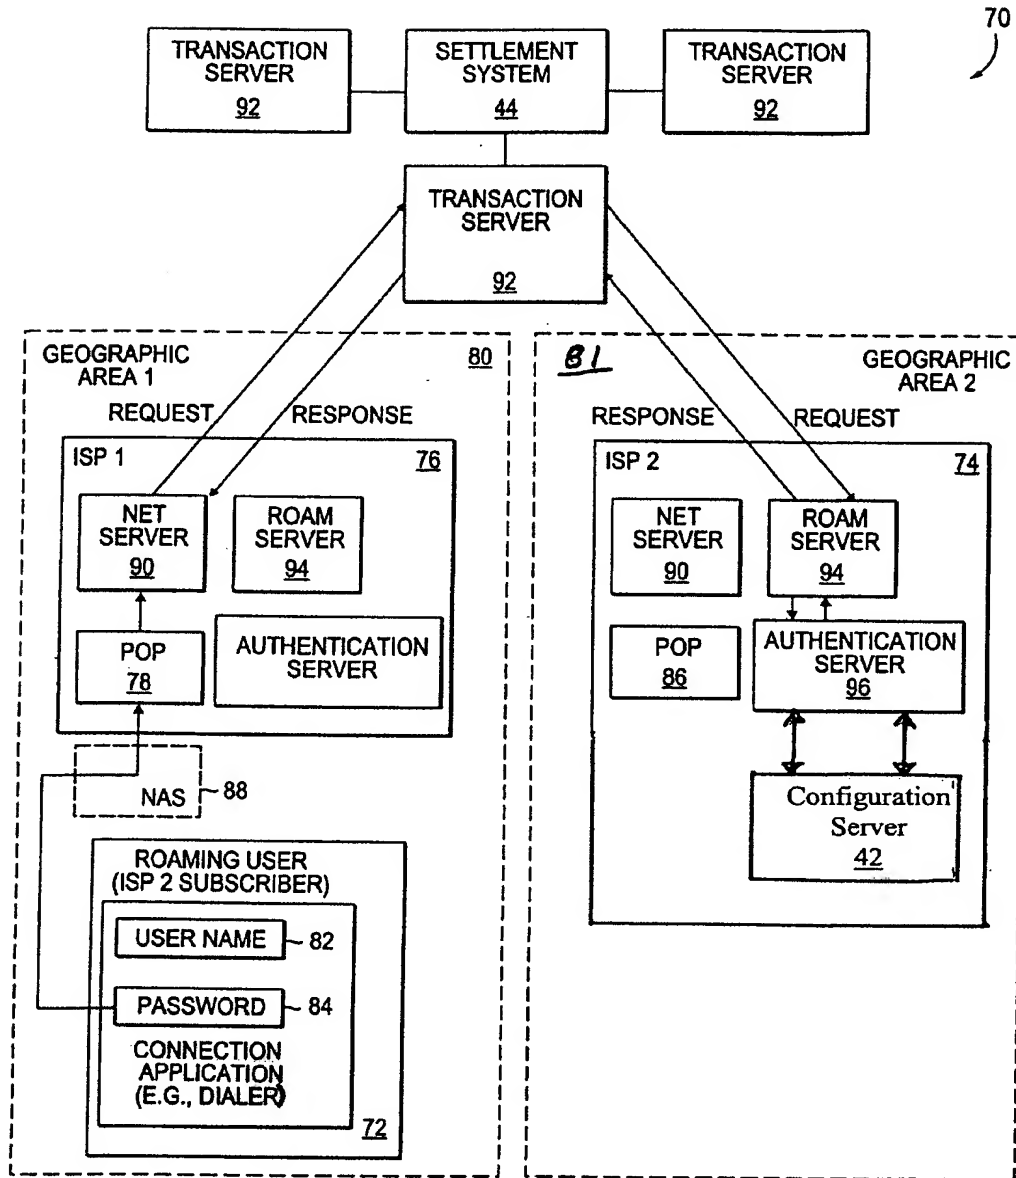 70
TRANSACTION
SERVER
92
SETTLEMENT
SYSTEM
44
TRANSACTION
SERVER
92
TRANSACTION
SERVER
92
GEOGRAPHIC
AREA 1
80
REQUEST
RESPONSE
ISP 1
76
NET
SERVER
90
ROAM
SERVER
94
POP
78
AUTHENTICATION
SERVER
NAS
88
ROAMING USER
(ISP 2 SUBSCRIBER)
USER NAME
82
PASSWORD
84
CONNECTION
APPLICATION
(E.G., DIALER)
72
81
GEOGRAPHIC
AREA 2
RESPONSE
REQUEST
ISP 2
74
NET
SERVER
90
ROAM
SERVER
94
POP
86
AUTHENTICATION
SERVER
96
Configuration
Server
42